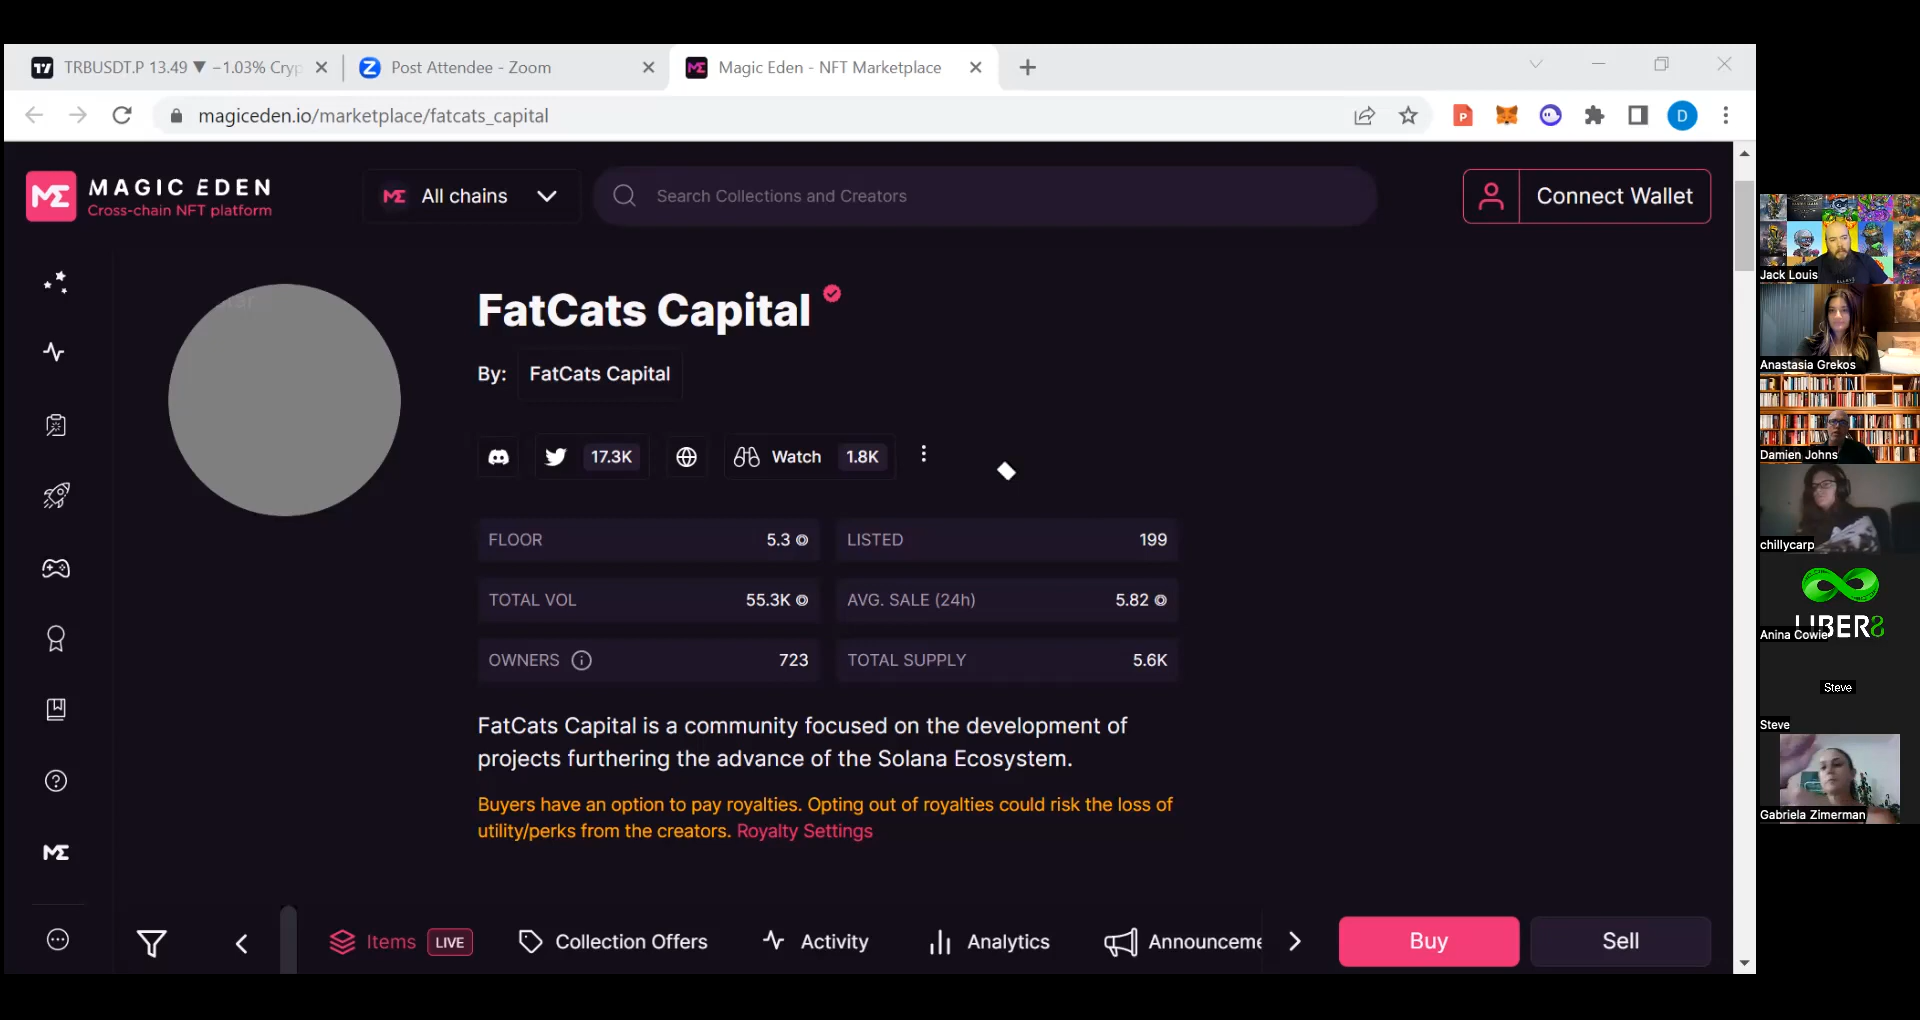 TRBUSDT.P 13.49 ▼ −1.03% Cryp
Post Attendee - Zoom
Magic Eden - NFT Marketplace
magiceden.io/marketplace/fatcats_capital
P
D
MAGIC EDEN
Cross-chain NFT platform
All chains
Search Collections and Creators
Connect Wallet
FatCats Capital
By: FatCats Capital
17.3K
Watch 1.8K
FLOOR 5.3
LISTED 199
TOTAL VOL 55.3K
AVG. SALE (24h) 5.82
OWNERS 723
TOTAL SUPPLY 5.6K
FatCats Capital is a community focused on the development of
projects furthering the advance of the Solana Ecosystem.
Buyers have an option to pay royalties. Opting out of royalties could risk the loss of
utility/perks from the creators. Royalty Settings
Items LIVE
Collection Offers
Activity
Analytics
Announceme
Buy
Sell
Jack Louis
Anastasia Grekos
Damien Johns
chillycarp
LIBER8
Anina Cowie
Steve
Steve
Gabriela Zimerman